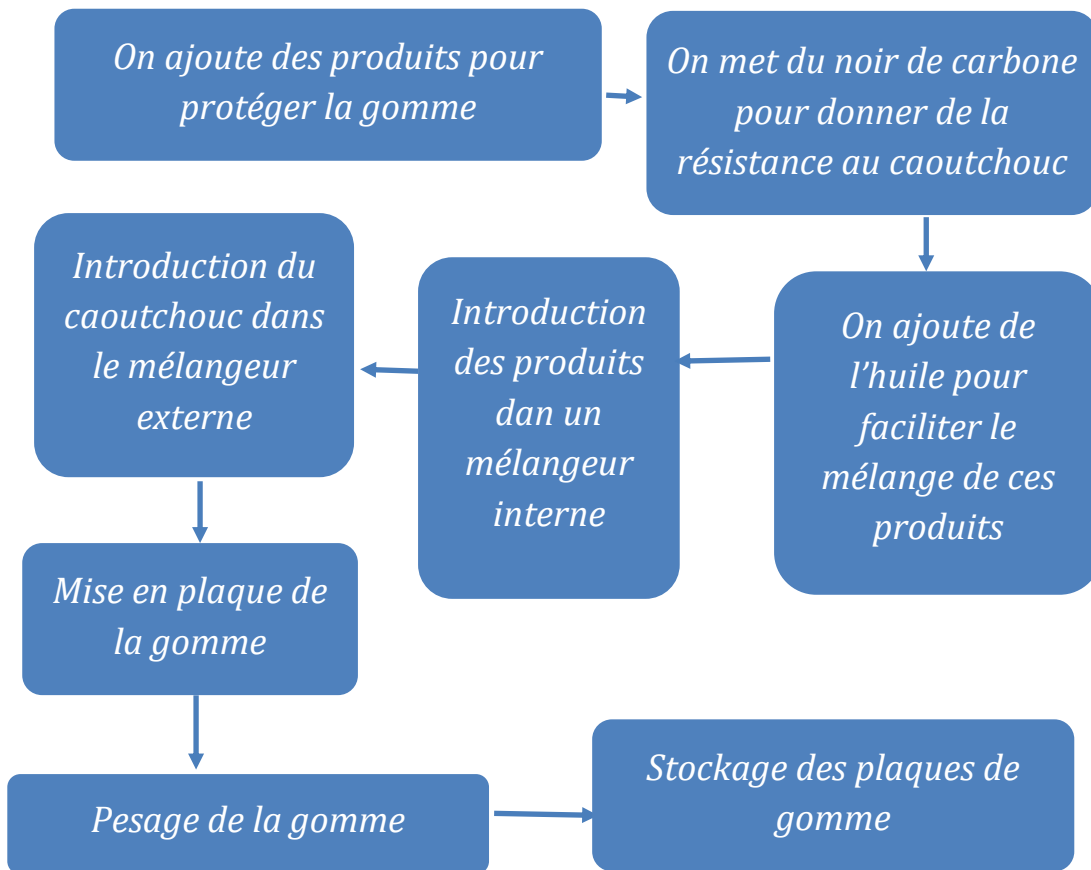 On ajoute des produits pour
protéger la gomme
On met du noir de carbone
pour donner de la
résistance au caoutchouc
On ajoute de
l'huile pour
faciliter le
mélange de ces
produits
Introduction
des produits
dan un
mélangeur
interne
Introduction du
caoutchouc dans
le mélangeur
externe
Mise en plaque de
la gomme
Pesage de la gomme
Stockage des plaques de
gomme